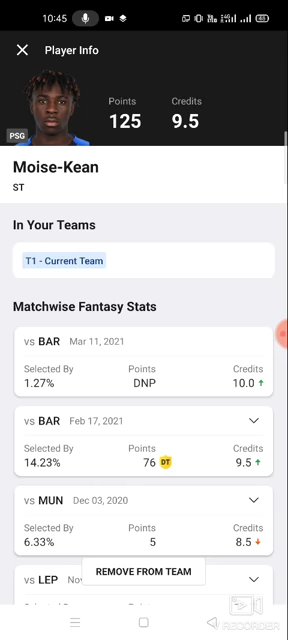 10:45
48
Player Info
Points
Credits
125
9.5
PSG
Moise-Kean
ST
In Your Teams
T1 - Current Team
Matchwise Fantasy Stats
vs BAR Mar 11, 2021
Selected By Points Credits
1.27% DNP 10.0
vs BAR Feb 17, 2021
Selected By Points Credits
14.23% 76 DT 9.5
vs MUN Dec 03, 2020
Selected By Points Credits
6.33% 5 8.5
vs LEP
REMOVE FROM TEAM
RECORDER